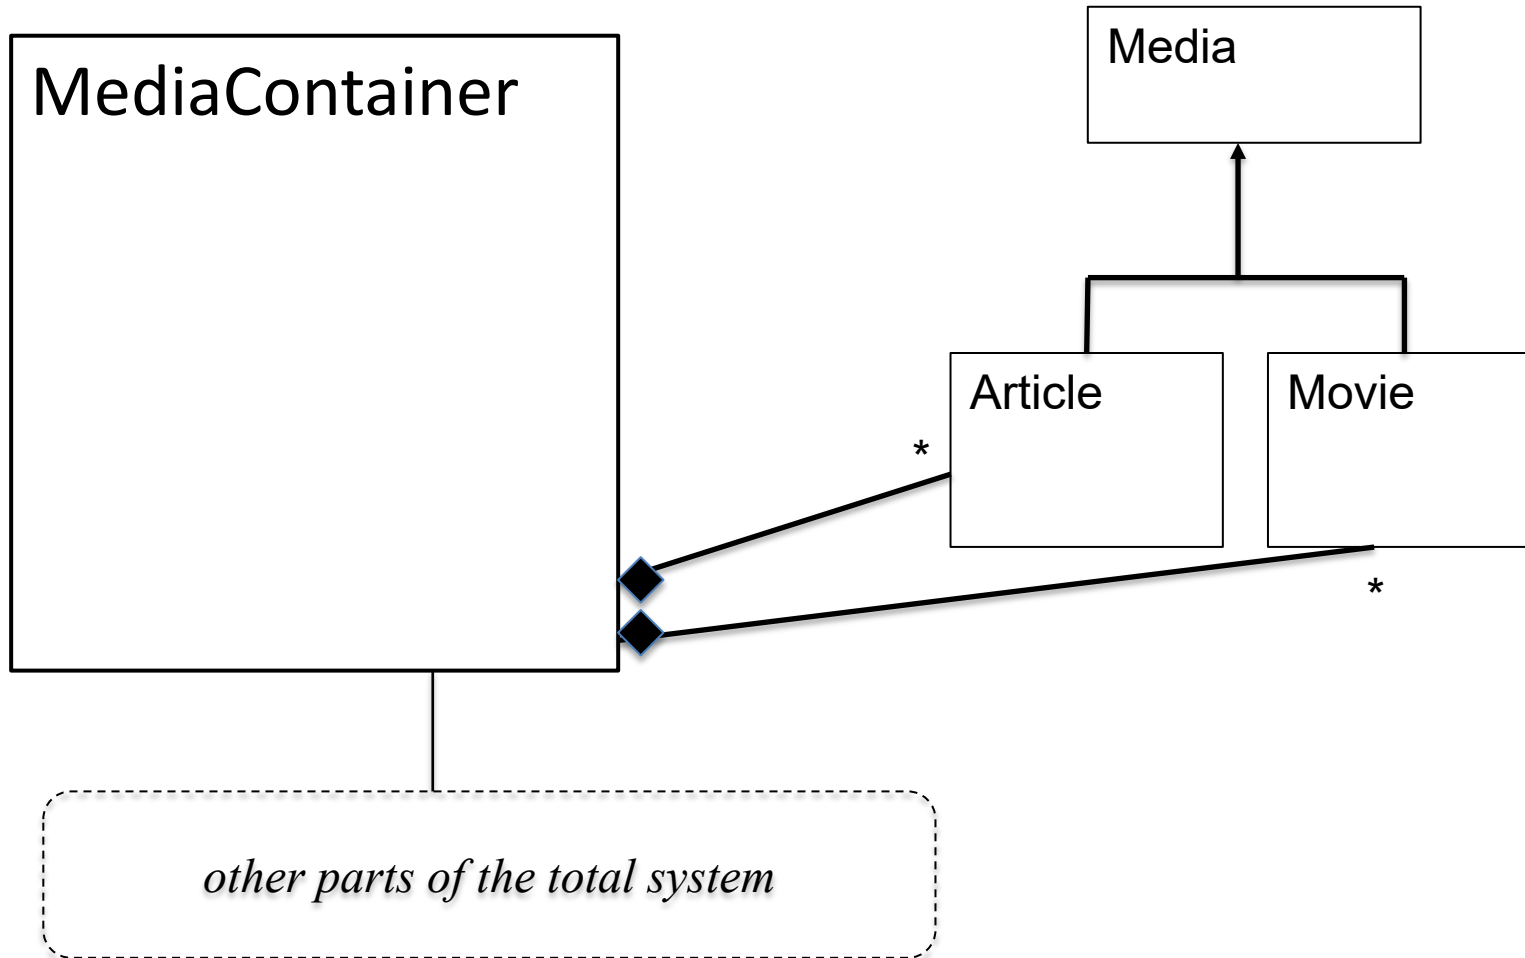 MediaContainer
Media
Article
Movie
*
*
other parts of the total system